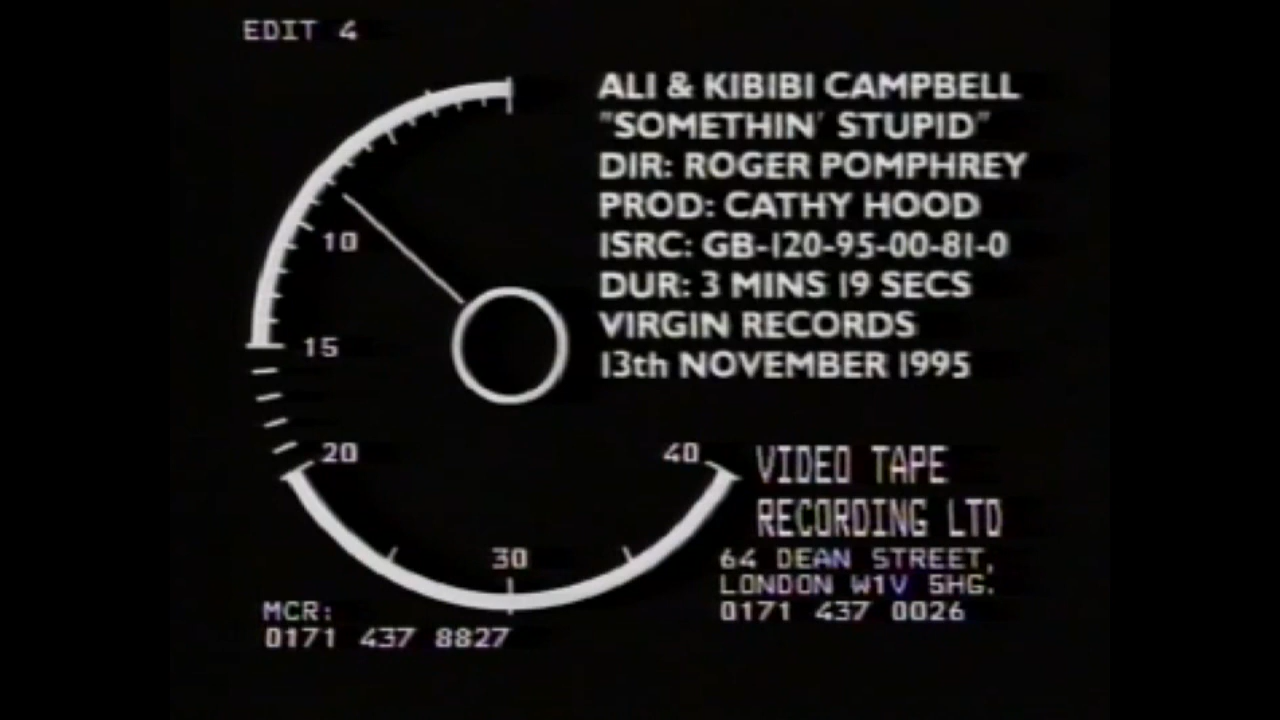 EDIT 4
ALI & KIBIBI CAMPBELL
"SOMETHIN' STUPID"
DIR: ROGER POMPHREY
PROD: CATHY HOOD
ISRC: GB-120-95-00-81-0
DUR: 3 MINS 19 SECS
VIRGIN RECORDS
13th NOVEMBER 1995
10
15
20
30
40
VIDEO TAPE
RECORDING LTD
64 DEAN STREET,
LONDON W1V 5HG.
0171 437 0026
MCR:
0171 437 8827